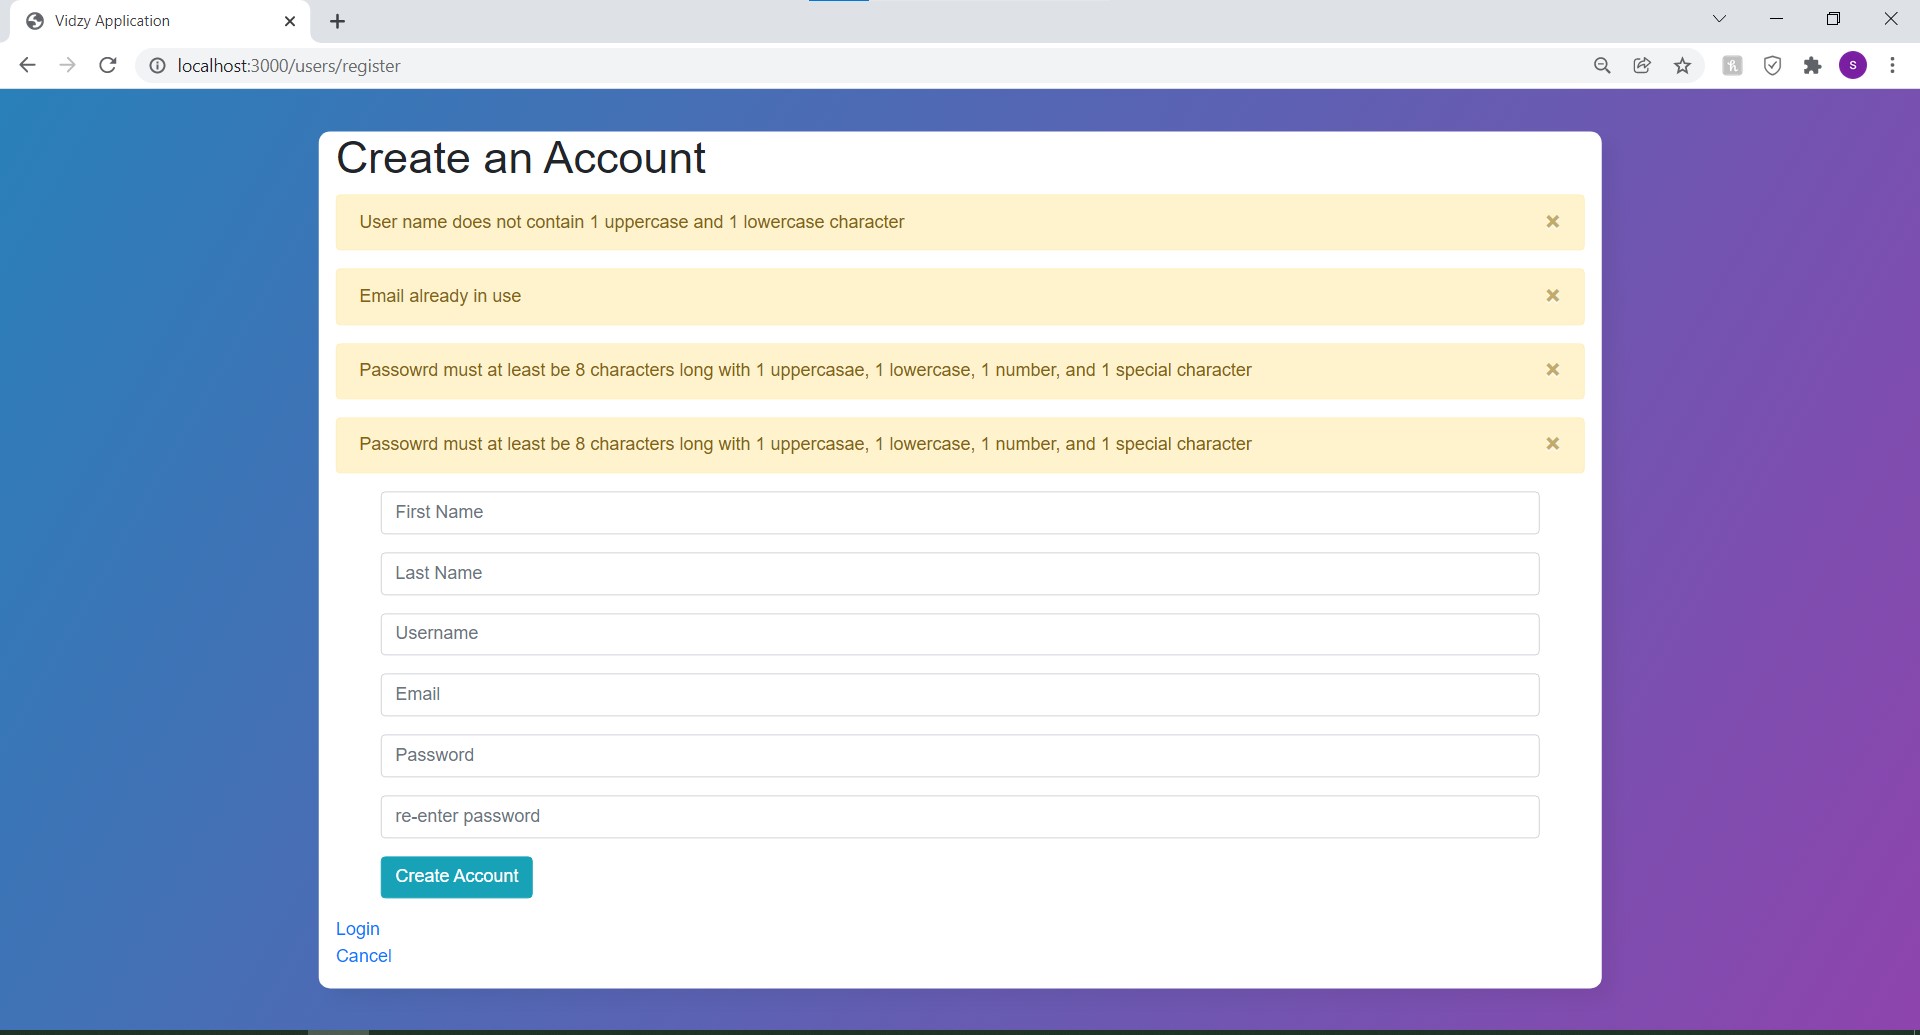 Vidzy Application
localhost:3000/users/register
S
Create an Account
User name does not contain 1 uppercase and 1 lowercase character ×
Email already in use ×
Passowrd must at least be 8 characters long with 1 uppercasae, 1 lowercase, 1 number, and 1 special character ×
Passowrd must at least be 8 characters long with 1 uppercasae, 1 lowercase, 1 number, and 1 special character ×
First Name
Last Name
Username
Email
Password
re-enter password
Create Account
Login
Cancel